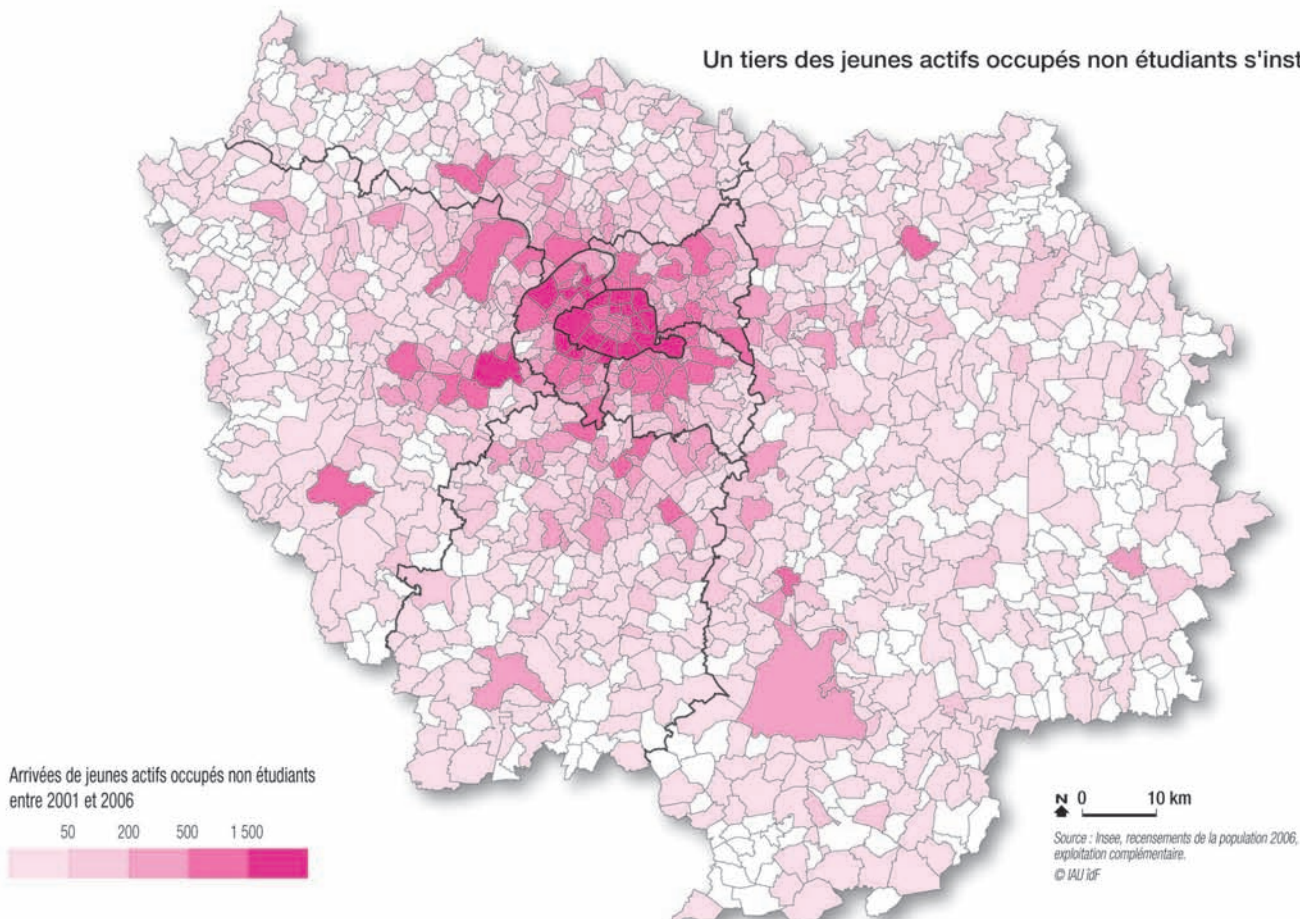 Un tiers des jeunes actifs occupés non étudiants s'inst
Arrivées de jeunes actifs occupés non étudiants
entre 2001 et 2006
50 200 500 1 500
N 0 10 km
Source : Insee, recensements de la population 2006,
exploitation complémentaire.
© IAU îdF